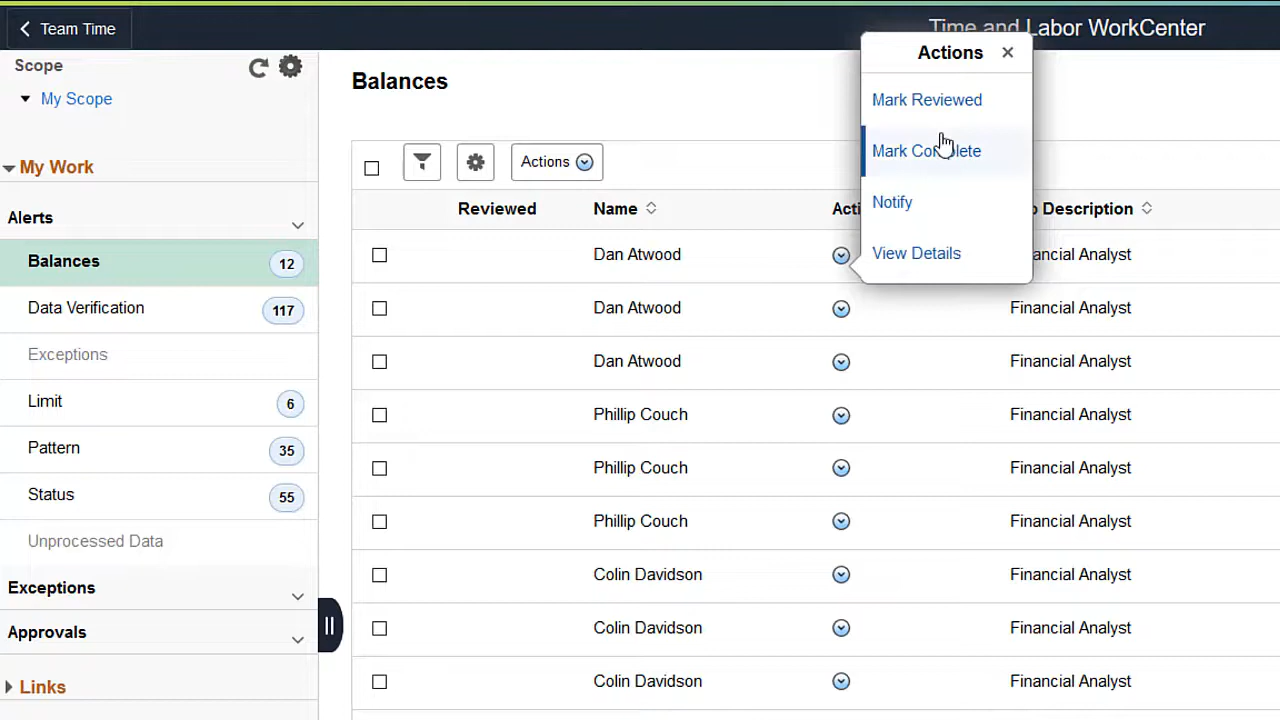 Team Time
Time and Labor WorkCenter
Scope
My Scope
My Work
Alerts
Balances 12
Data Verification 117
Exceptions
Limit 6
Pattern 35
Status 55
Unprocessed Data
Exceptions
Approvals
Links
Balances
Actions
Reviewed Name Description
Dan Atwood Financial Analyst
Dan Atwood Financial Analyst
Dan Atwood Financial Analyst
Phillip Couch Financial Analyst
Phillip Couch Financial Analyst
Phillip Couch Financial Analyst
Colin Davidson Financial Analyst
Colin Davidson Financial Analyst
Colin Davidson Financial Analyst
Actions
Mark Reviewed
Mark Complete
Notify
View Details